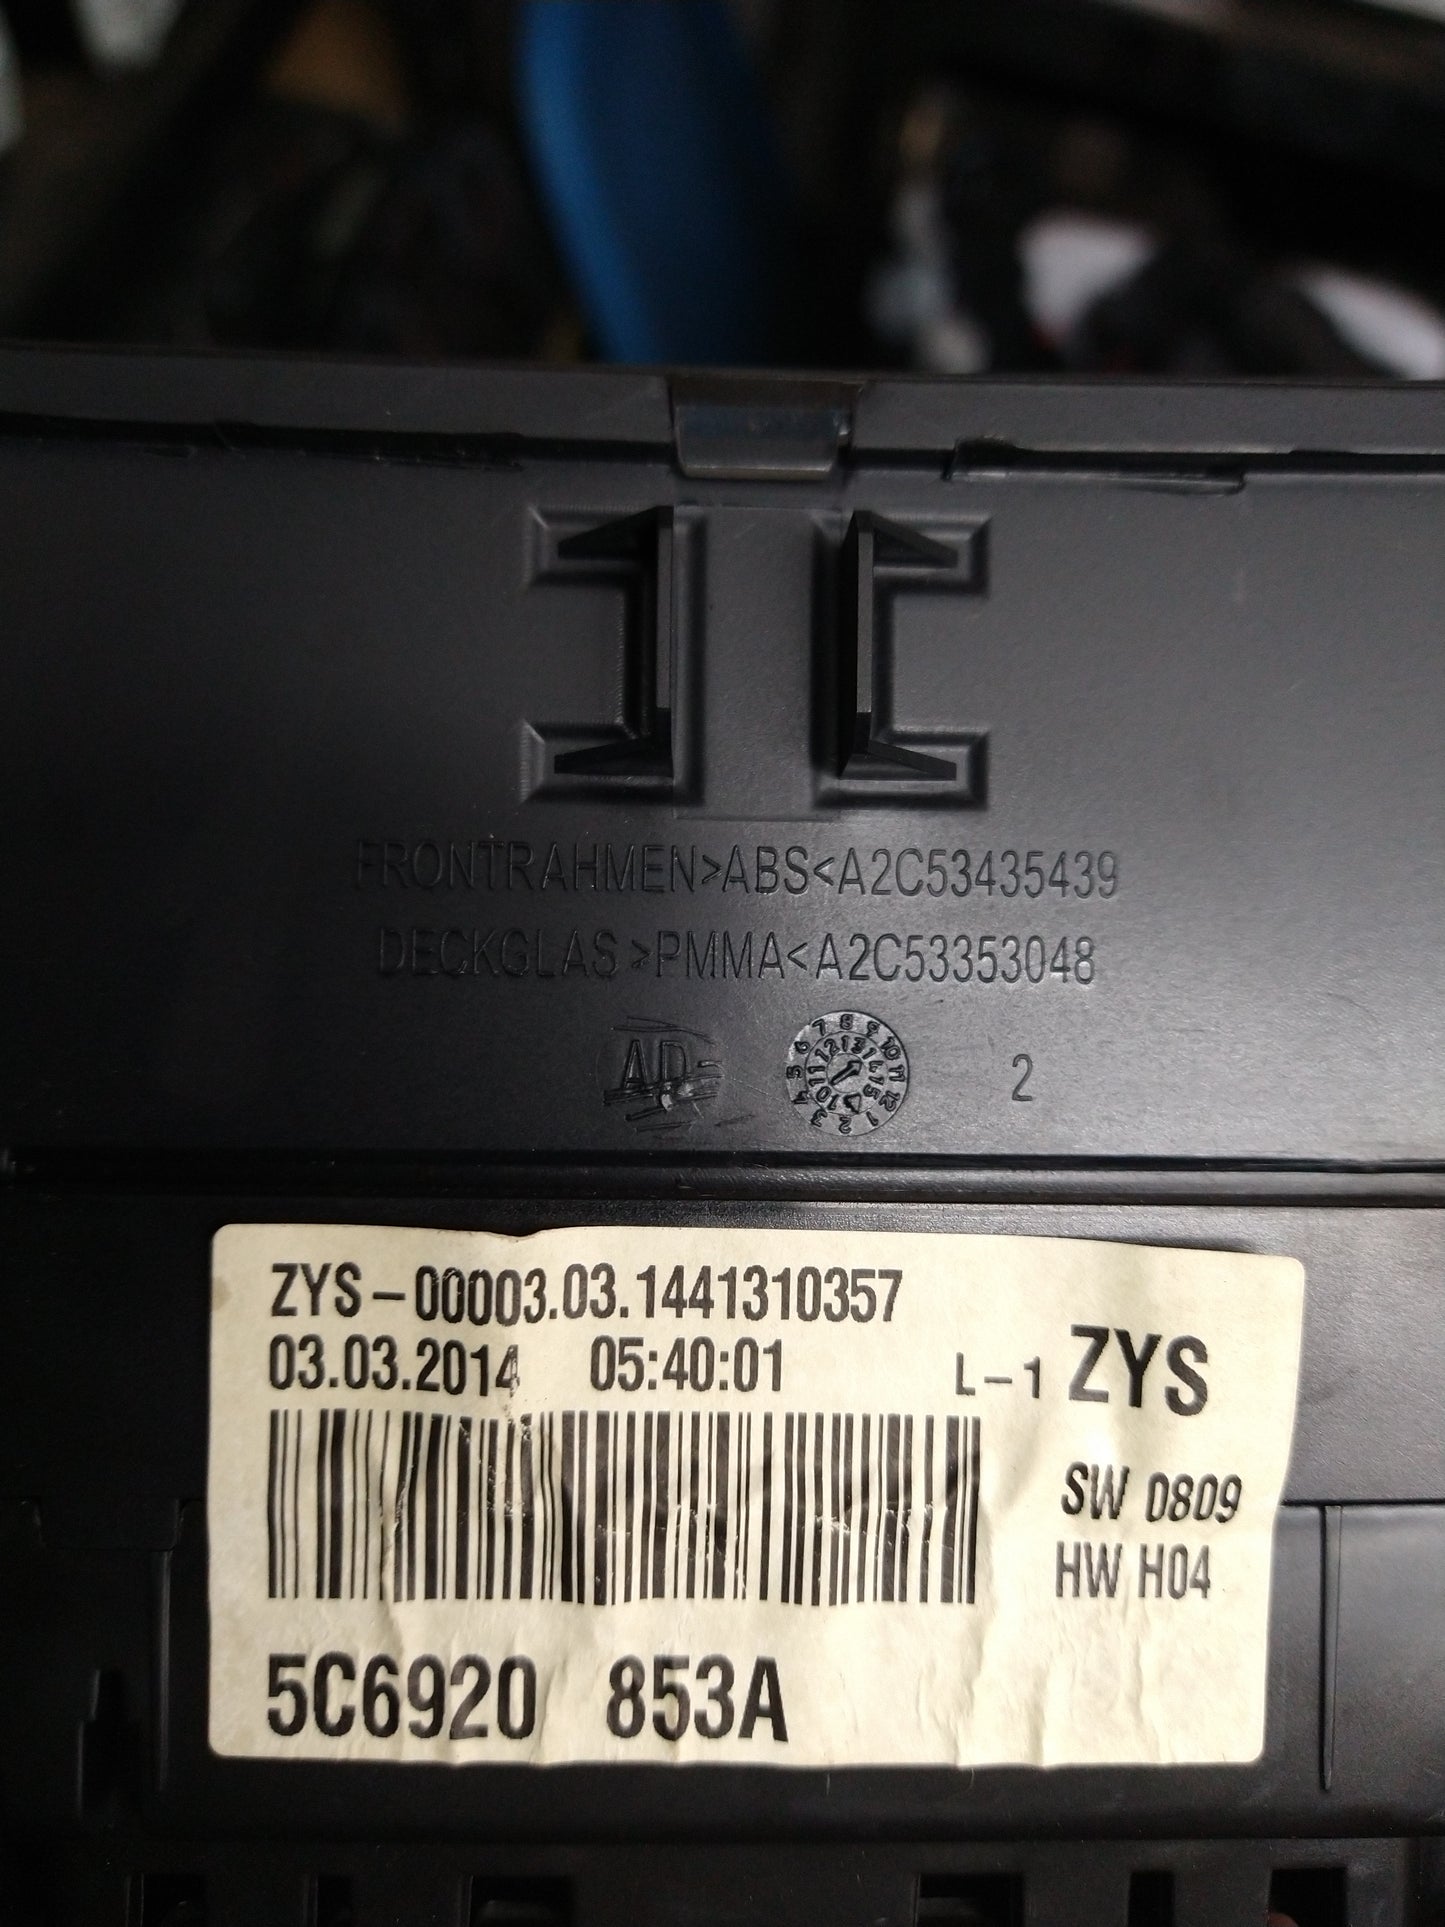 FRONTRAHMEN>ABS<A2C53435439
DECKGLAS >PMMA<A2C53353048
AD-
2
ZYS-00003.03.1441310357
03.03.2014 05:40:01
L-1 ZYS
SW 0809
HW H04
5C6920 853A